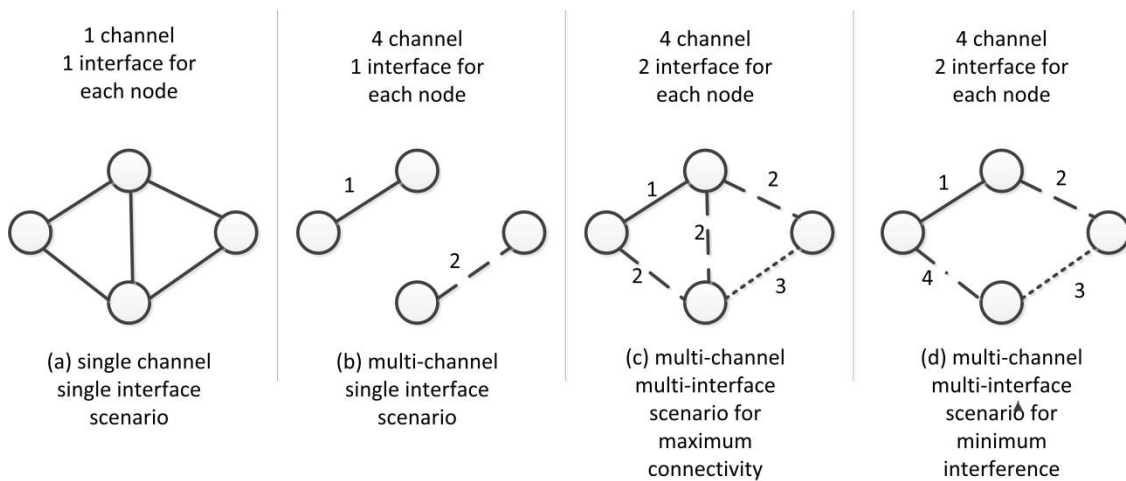 1 channel
1 interface for
each node
(a) single channel
single interface
scenario
4 channel
1 interface for
each node
1
2
(b) multi-channel
single interface
scenario
4 channel
2 interface for
each node
1
2
2
2
3
(c) multi-channel
multi-interface
scenario for
maximum
connectivity
4 channel
2 interface for
each node
1
2
4
3
(d) multi-channel
multi-interface
scenario for
minimum
interference